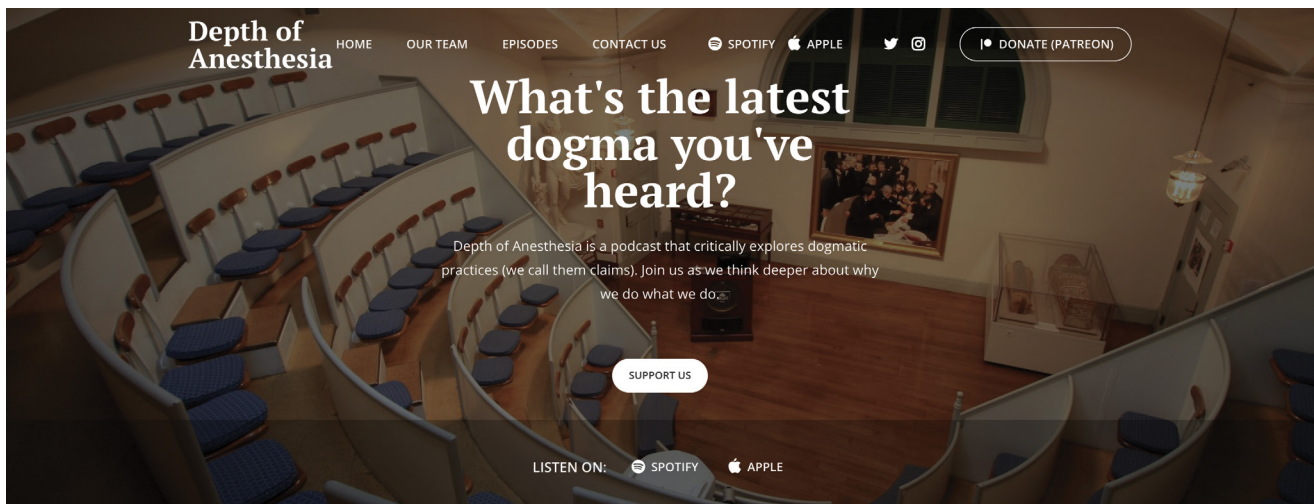 Depth of
Anesthesia
HOME
OUR TEAM
EPISODES
CONTACT US
SPOTIFY
APPLE
DONATE (PATREON)
What's the latest
dogma you've
heard?
Depth of Anesthesia is a podcast that critically explores dogmatic
practices (we call them claims). Join us as we think deeper about why
we do what we do.
SUPPORT US
LISTEN ON:
SPOTIFY
APPLE